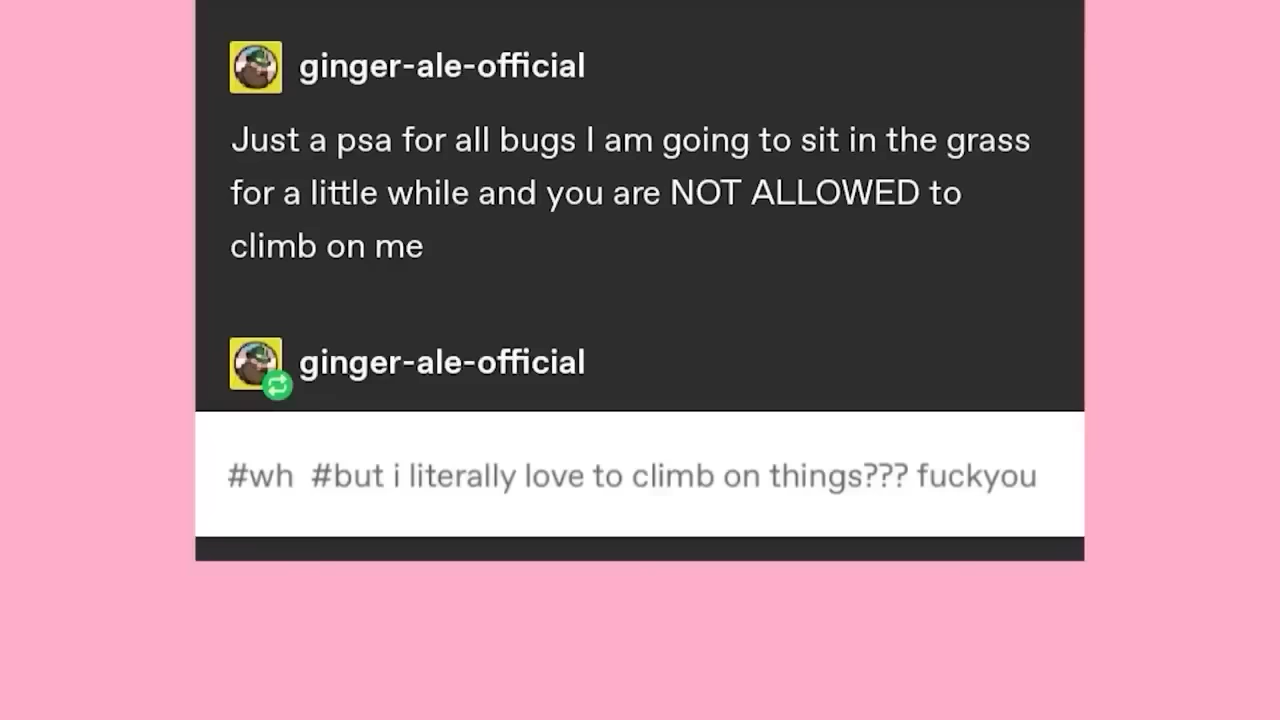 ginger-ale-official
Just a psa for all bugs I am going to sit in the grass
for a little while and you are NOT ALLOWED to
climb on me
ginger-ale-official
#wh #but i literally love to climb on things??? fuckyou